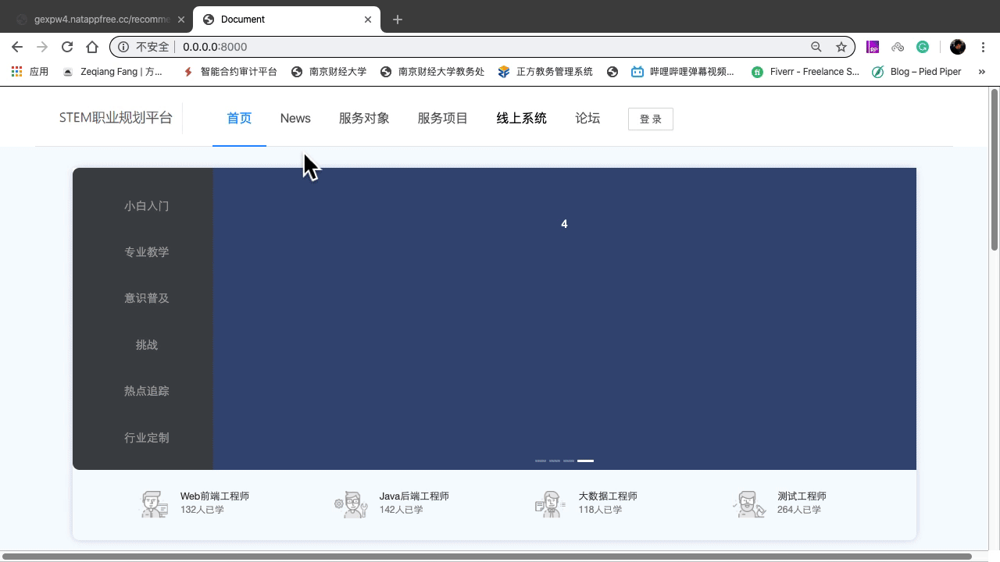 gexpw4.natappfree.cc/recomme
Document
不安全 0.0.0.0:8000
应用 Zeqiang Fang | 方... 智能合约审计平台 南京财经大学 南京财经大学教务处 正方教务管理系统 哔哩哔哩弹幕视频... Fiverr - Freelance S... Blog – Pied Piper »
STEM职业规划平台 首页 News 服务对象 服务项目 线上系统 论坛 登 录
小白人门
专业教学
意识普及
挑战
热点追踪
行业定制
4
Web前端工程师
132人已学
Java后端工程师
142人已学
大数据工程师
118人已学
测试工程师
264人已学